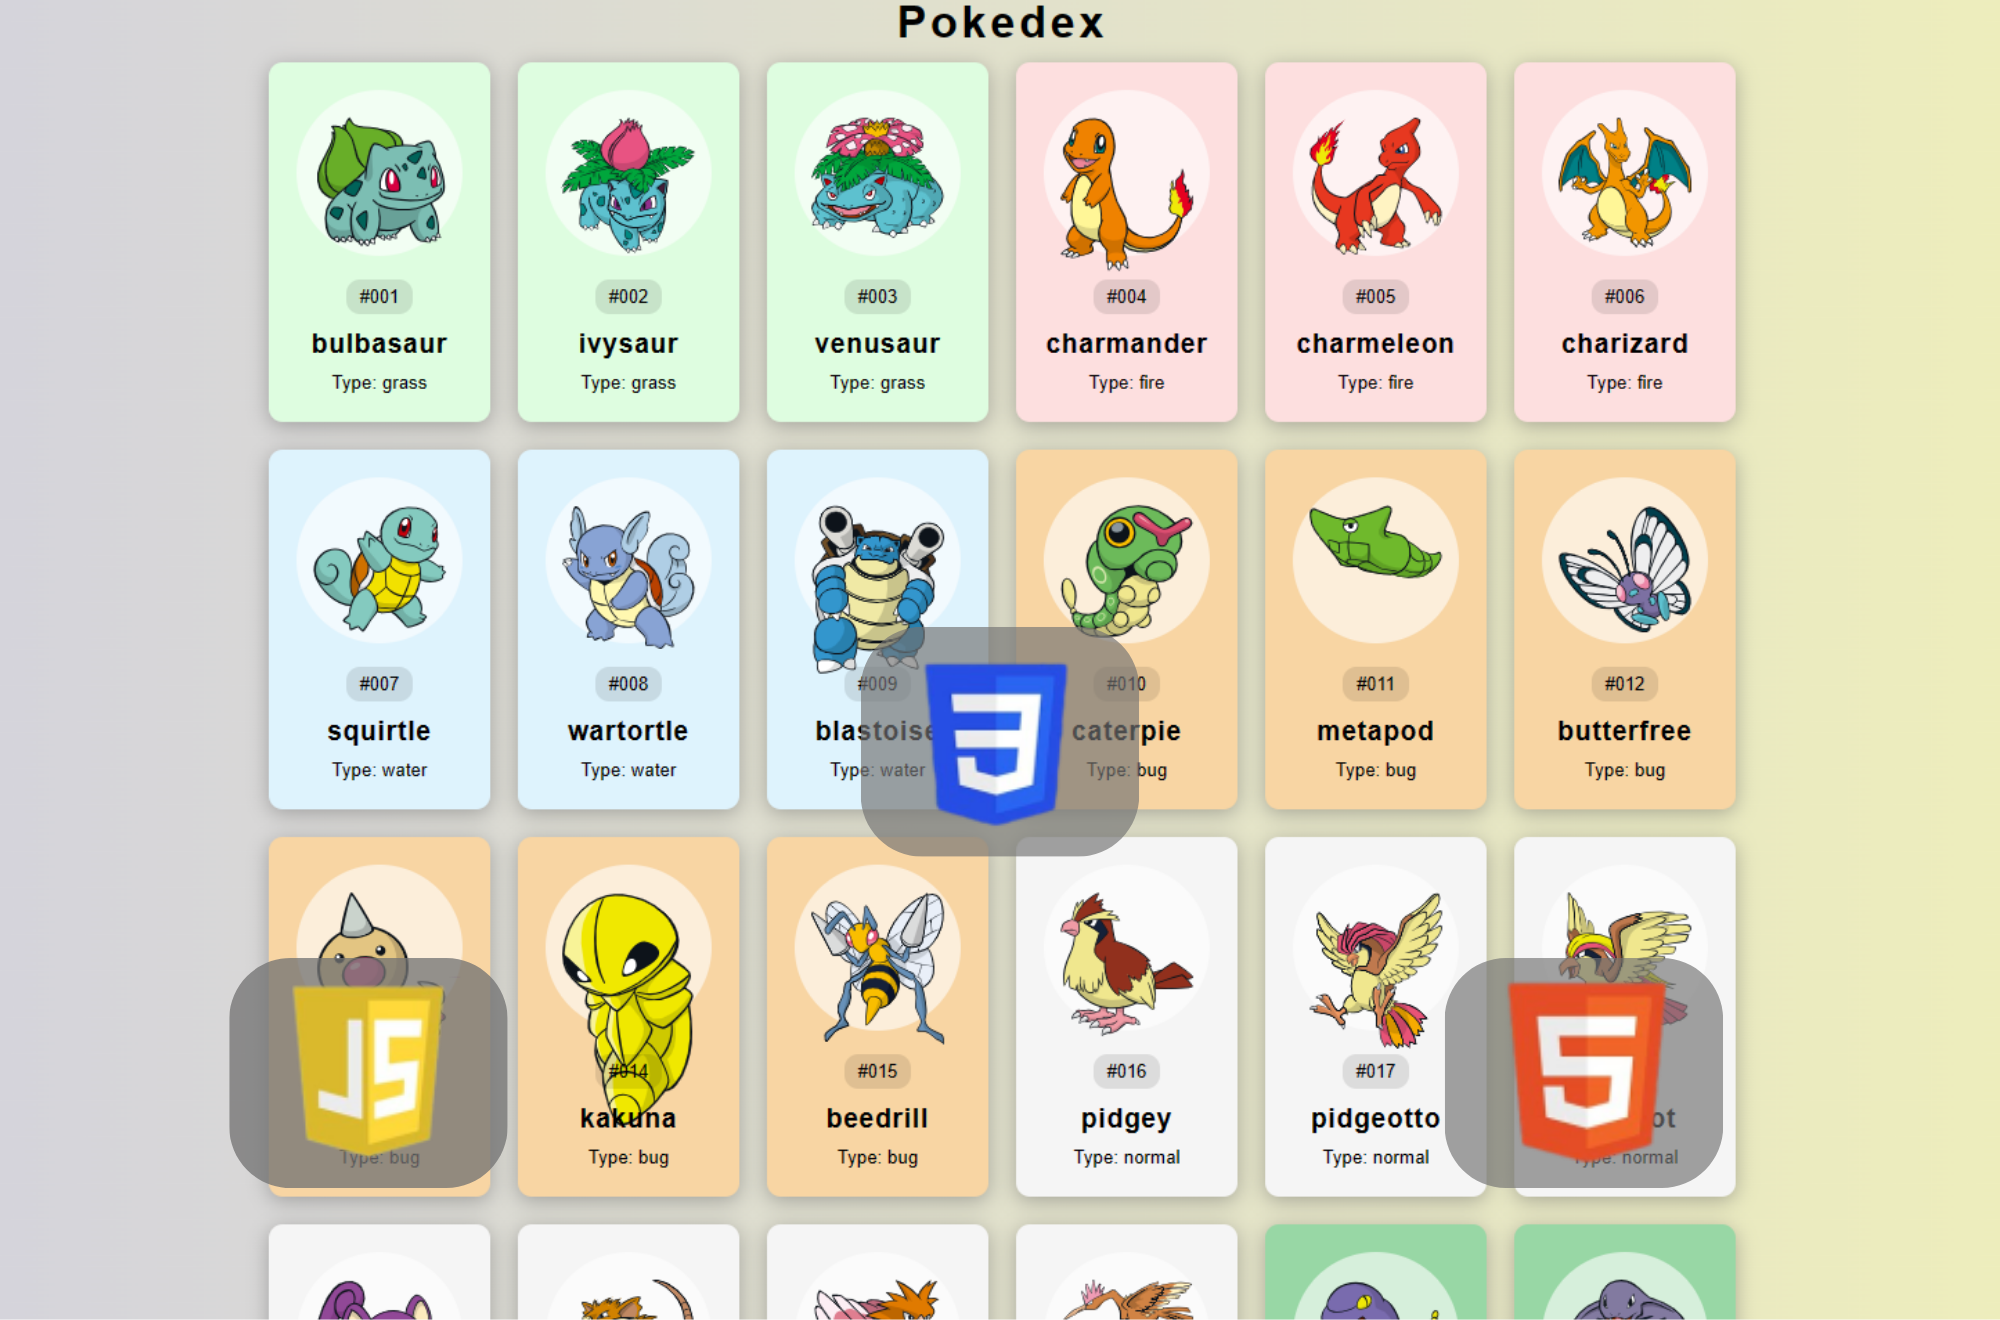 Pokedex
#001
bulbasaur
Type: grass
#002
ivysaur
Type: grass
#003
venusaur
Type: grass
#004
charmander
Type: fire
#005
charmeleon
Type: fire
#006
charizard
Type: fire
#007
squirtle
Type: water
#008
wartortle
Type: water
#009
blastoise
Type: water
#010
caterpie
Type: bug
#011
metapod
Type: bug
#012
butterfree
Type: bug
JS
Type: bug
#014
kakuna
Type: bug
#015
beedrill
Type: bug
#016
pidgey
Type: normal
#017
pidgeotto
Type: normal
5
Type: normal
3